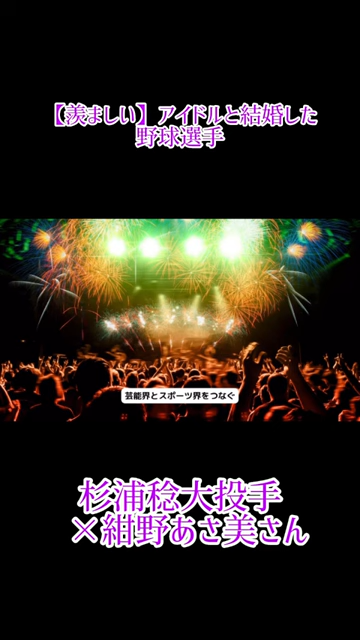 【羨ましい】アイドルと結婚した
野球選手
芸能界とスポーツ界をつなぐ
杉浦稔大投手
×紺野あさ美さん